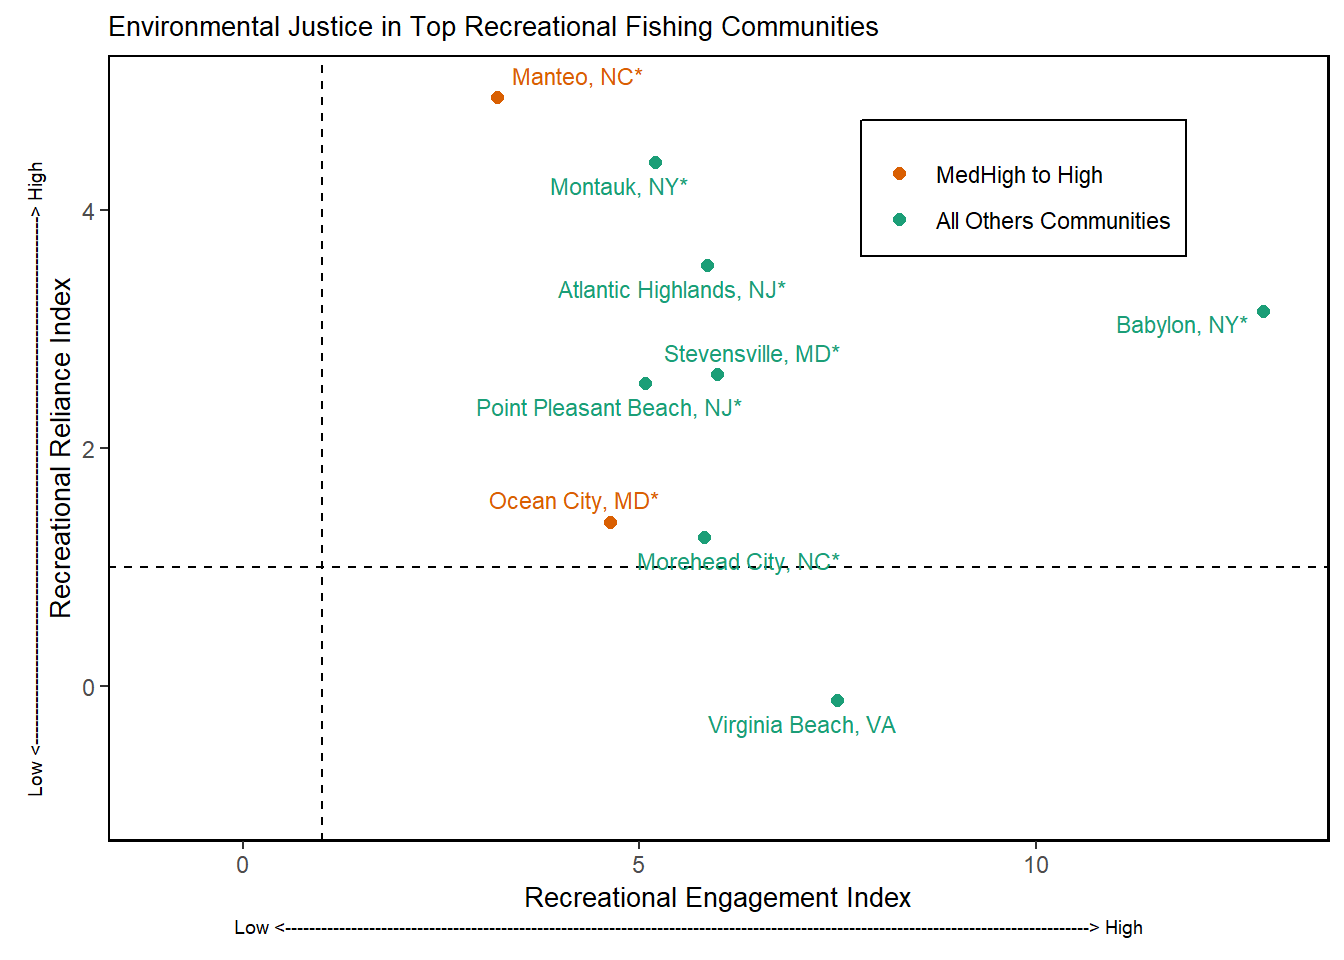 Environmental Justice in Top Recreational Fishing Communities
Manteo, NC*
MedHigh to High
Montauk, NY*
All Others Communities
Atlantic Highlands, NJ*
Babylon, NY*
Stevensville, MD*
Point Pleasant Beach, NJ*
Ocean City, MD*
Morehead City, NC*
Virginia Beach, VA
4
2
0
Recreational Reliance Index
Low <----------------------------------------------------------------------------------------> High
0 5 10
Recreational Engagement Index
Low <--------------------------------------------------------------------------------------------------------------------------------------> High